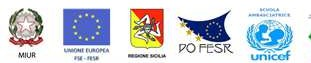 MIUR
UNIONE EUROPEA
FSE - FESR
REGIONE SICILIA
PO FESR
SCUOLA
AMBASCIATRICE
unicef